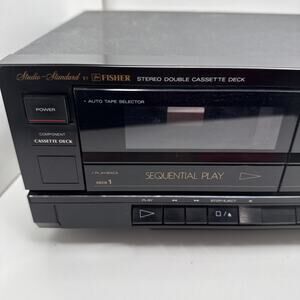 Studio-Standard BY FISHER STEREO DOUBLE CASSETTE DECK
POWER
• AUTO TAPE SELECTOR
COMPONENT
CASSETTE DECK
PLAYBACK
DECK 1
SEQUENTIAL PLAY
PLAY
STOP/EJECT